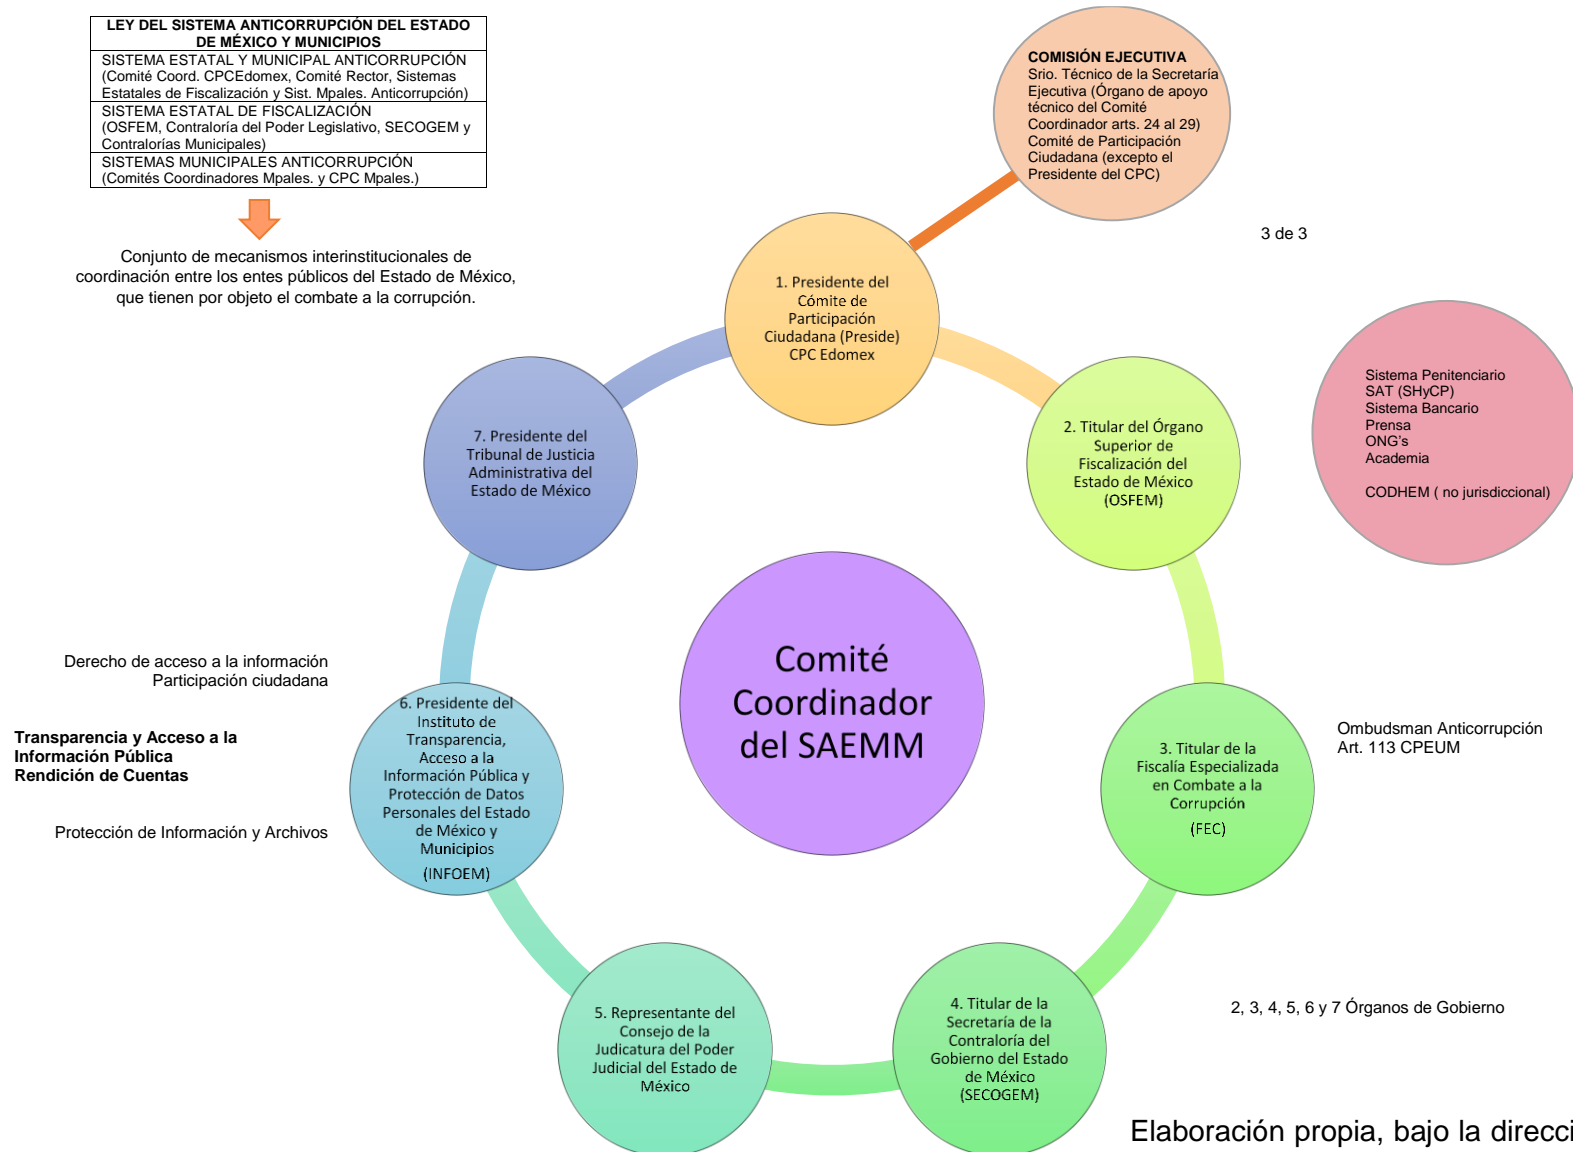 LEY DEL SISTEMA ANTICORRUPCIÓN DEL ESTADO
DE MÉXICO Y MUNICIPIOS
SISTEMA ESTATAL Y MUNICIPAL ANTICORRUPCIÓN
(Comité Coord. CPCEdomex, Comité Rector, Sistemas
Estatales de Fiscalización y Sist. Mpales. Anticorrupción)
SISTEMA ESTATAL DE FISCALIZACIÓN
(OSFEM, Contraloría del Poder Legislativo, SECOGEM y
Contralorías Municipales)
SISTEMAS MUNICIPALES ANTICORRUPCIÓN
(Comités Coordinadores Mpales. y CPC Mpales.)
Conjunto de mecanismos interinstitucionales de
coordinación entre los entes públicos del Estado de México,
que tienen por objeto el combate a la corrupción.
COMISIÓN EJECUTIVA
Srio. Técnico de la Secretaría
Ejecutiva (Órgano de apoyo
técnico del Comité
Coordinador arts. 24 al 29)
Comité de Participación
Ciudadana (excepto el
Presidente del CPC)
3 de 3
1. Presidente del
Cómite de
Participación
Ciudadana (Preside)
CPC Edomex
2. Titular del Órgano
Superior de
Fiscalización del
Estado de México
(OSFEM)
Sistema Penitenciario
SAT (SHyCP)
Sistema Bancario
Prensa
ONG's
Academia
CODHEM ( no jurisdiccional)
7. Presidente del
Tribunal de Justicia
Administrativa del
Estado de México
Comité
Coordinador
del SAEMM
Derecho de acceso a la información
Participación ciudadana
Transparencia y Acceso a la
Información Pública
Rendición de Cuentas
Protección de Información y Archivos
6. Presidente del
Instituto de
Transparencia,
Acceso a la
Información Pública y
Protección de Datos
Personales del Estado
de México y
Municipios
(INFOEM)
3. Titular de la
Fiscalía Especializada
en Combate a la
Corrupción
(FEC)
Ombudsman Anticorrupción
Art. 113 CPEUM
5. Representante del
Consejo de la
Judicatura del Poder
Judicial del Estado de
México
4. Titular de la
Secretaría de la
Contraloría del
Gobierno del Estado
de México
(SECOGEM)
2, 3, 4, 5, 6 y 7 Órganos de Gobierno
Elaboración propia, bajo la direcci